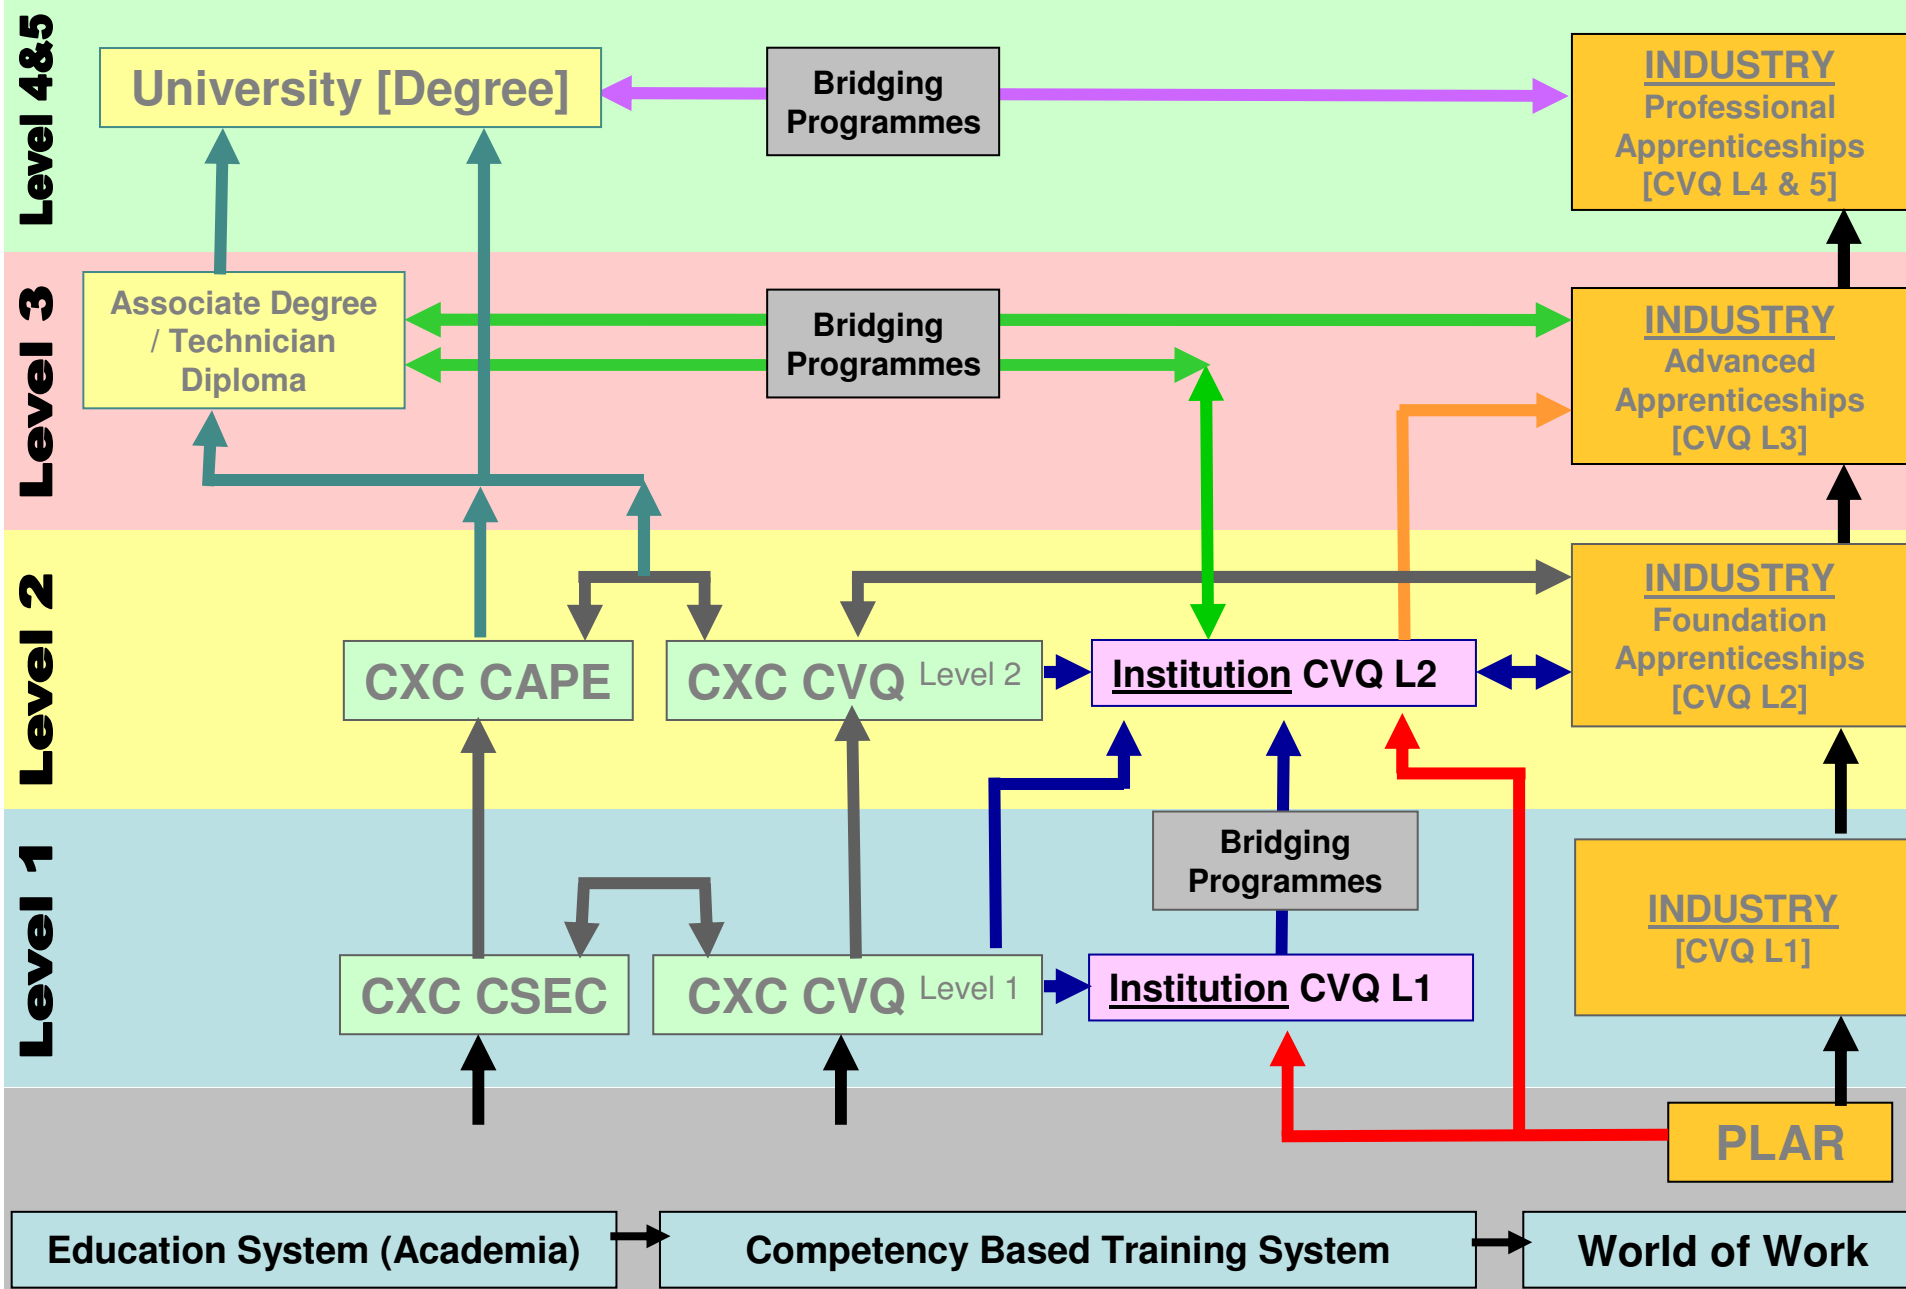 Level 4&5
University [Degree]
Bridging
Programmes
INDUSTRY
Professional
Apprenticeships
[CVQ L4 & 5]
Level 3
Associate Degree
/ Technician
Diploma
Bridging
Programmes
INDUSTRY
Advanced
Apprenticeships
[CVQ L3]
Level 2
CXC CAPE
CXC CVQ Level 2
Institution CVQ L2
INDUSTRY
Foundation
Apprenticeships
[CVQ L2]
Level 1
Bridging
Programmes
CXC CSEC
CXC CVQ Level 1
Institution CVQ L1
INDUSTRY
[CVQ L1]
PLAR
Education System (Academia)
Competency Based Training System
World of Work